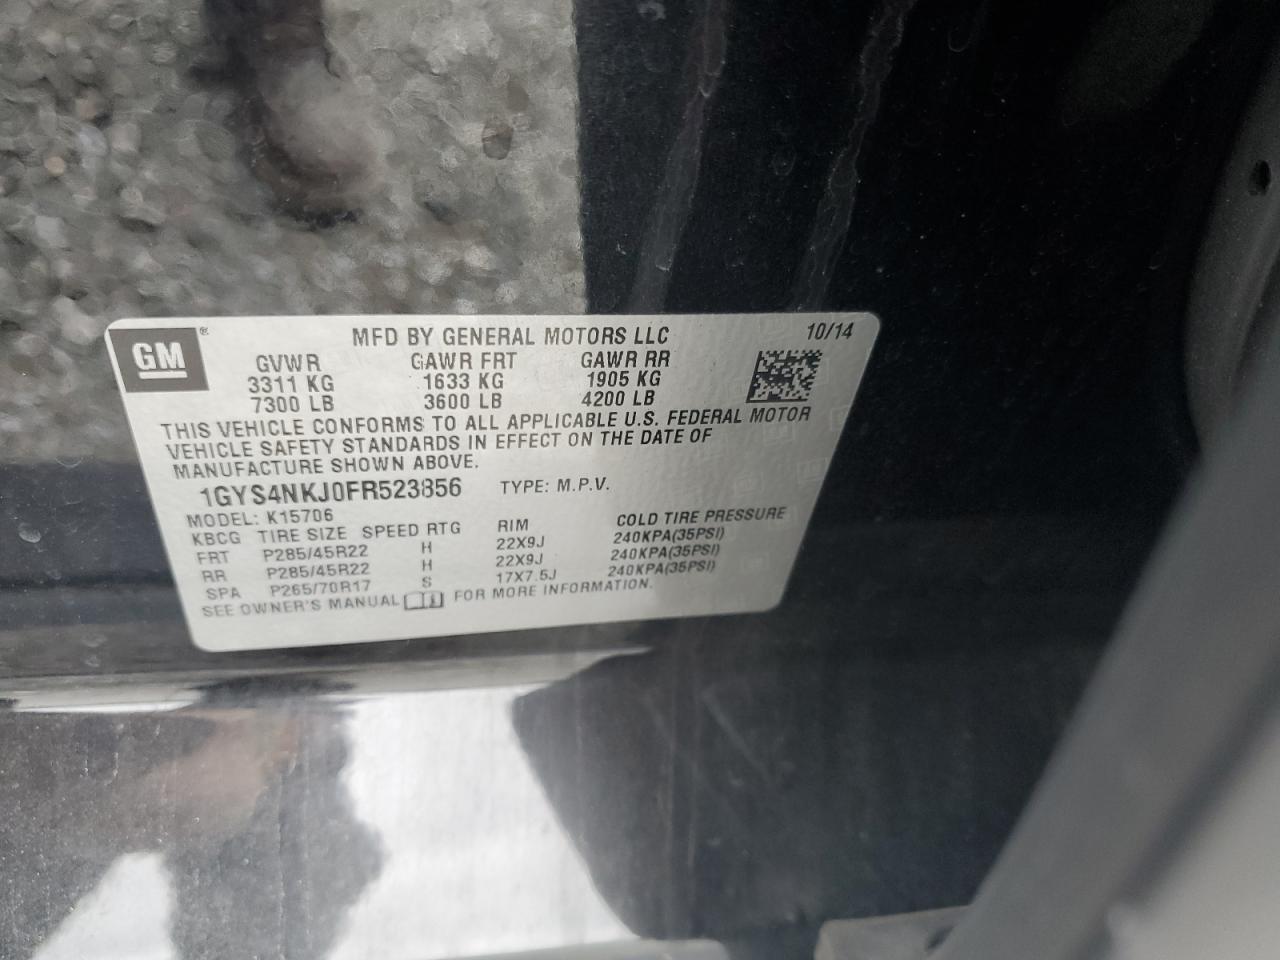 GM ® MFD BY GENERAL MOTORS LLC 10/14
GVWR GAWR FRT GAWR RR
3311 KG 1633 KG 1905 KG
7300 LB 3600 LB 4200 LB
THIS VEHICLE CONFORMS TO ALL APPLICABLE U.S. FEDERAL MOTOR
VEHICLE SAFETY STANDARDS IN EFFECT ON THE DATE OF
MANUFACTURE SHOWN ABOVE.
1GYS4NKJ0FR523856 TYPE: M.P.V.
MODEL: K15706
KBCG TIRE SIZE SPEED RTG RIM COLD TIRE PRESSURE
FRT P285/45R22 H 22X9J 240KPA(35PSI)
RR P285/45R22 H 22X9J 240KPA(35PSI)
SPA P265/70R17 S 17X7.5J 240KPA(35PSI)
SEE OWNER'S MANUAL FOR MORE INFORMATION.